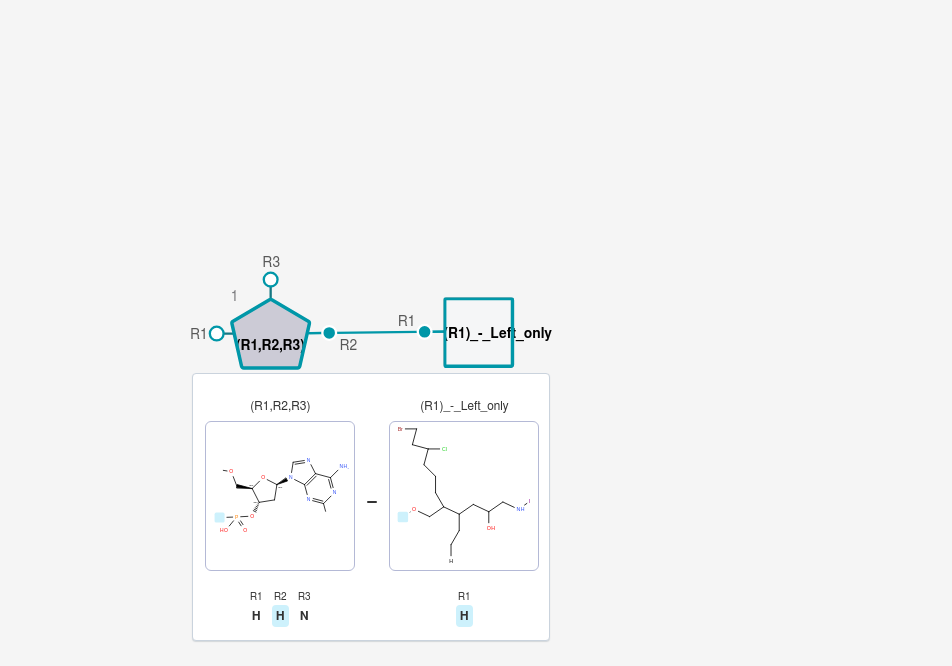 R3
1
R1
(R1,R2,R3)
R2
R1
(R1)_-_Left_only
(R1,R2,R3)
(R1)_-_Left_only
O
O
N
N
N
N
NH₂
P
HO
O
O
Br
Cl
O
OH
NH
I
H
R1 R2 R3
H H N
R1
H